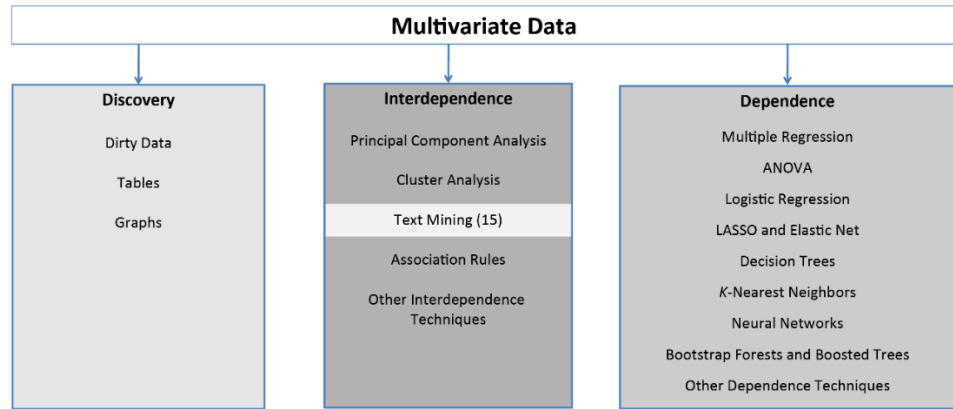 Multivariate Data
Discovery
Dirty Data
Tables
Graphs
Interdependence
Principal Component Analysis
Cluster Analysis
Text Mining (15)
Association Rules
Other Interdependence
Techniques
Dependence
Multiple Regression
ANOVA
Logistic Regression
LASSO and Elastic Net
Decision Trees
K-Nearest Neighbors
Neural Networks
Bootstrap Forests and Boosted Trees
Other Dependence Techniques